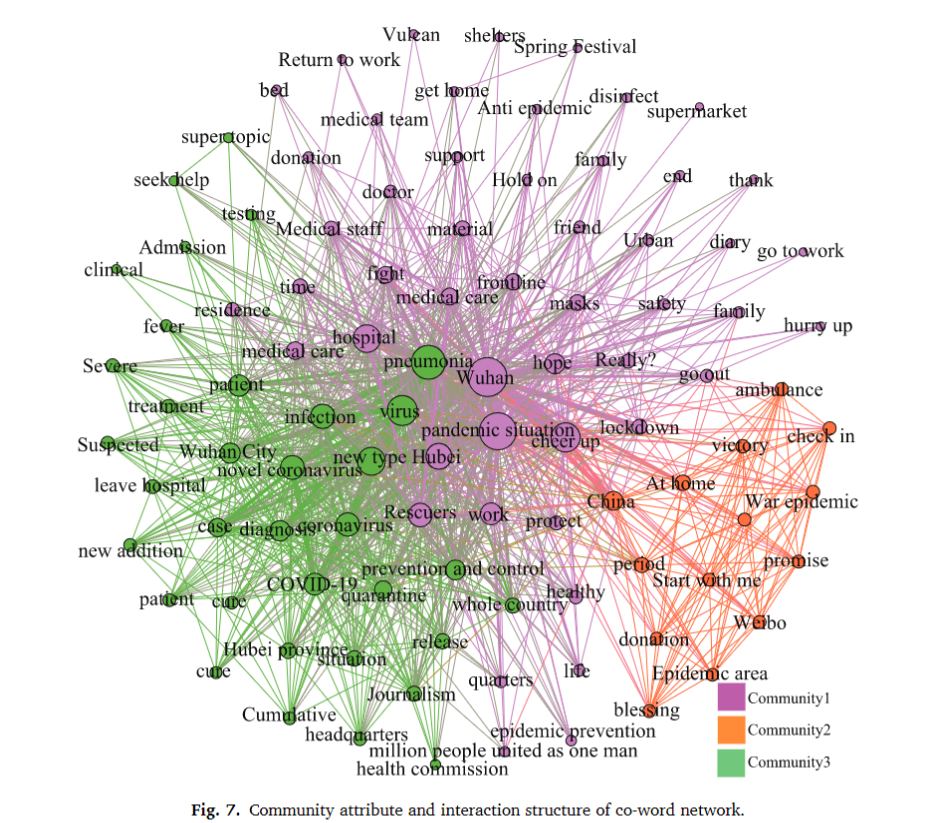 Vulcan
shelters
Spring Festival
Return to work
bed
get home
Anti epidemic
disinfect
supermarket
medical team
super topic
donation
support
family
seek help
doctor
Hold on
end
thank
testing
Medical staff
material
friend
Urban
diary
go to work
Admission
clinical
time
fight
frontline
medical care
masks
safety
family
residence
fever
hospital
hurry up
medical care
pneumonia
Wuhan
hope
Really?
go out
Severe
patient
ambulance
treatment
infection
virus
pandemic situation
cheer up
lockdown
victory
check in
Suspected
Wuhan City
novel coronavirus
new type
Hubei
leave hospital
At home
China
War epidemic
case
diagnosis
coronavirus
Rescuers
work
protect
new addition
prevention and control
period
promise
COVID-19
quarantine
Start with me
patient
cure
whole country
healthy
Weibo
Hubei province
release
donation
cure
situation
quarters
life
Epidemic area
Journalism
Community1
Cumulative
blessing
Community2
headquarters
epidemic prevention
million people united as one man
Community3
health commission
Fig. 7. Community attribute and interaction structure of co-word network.